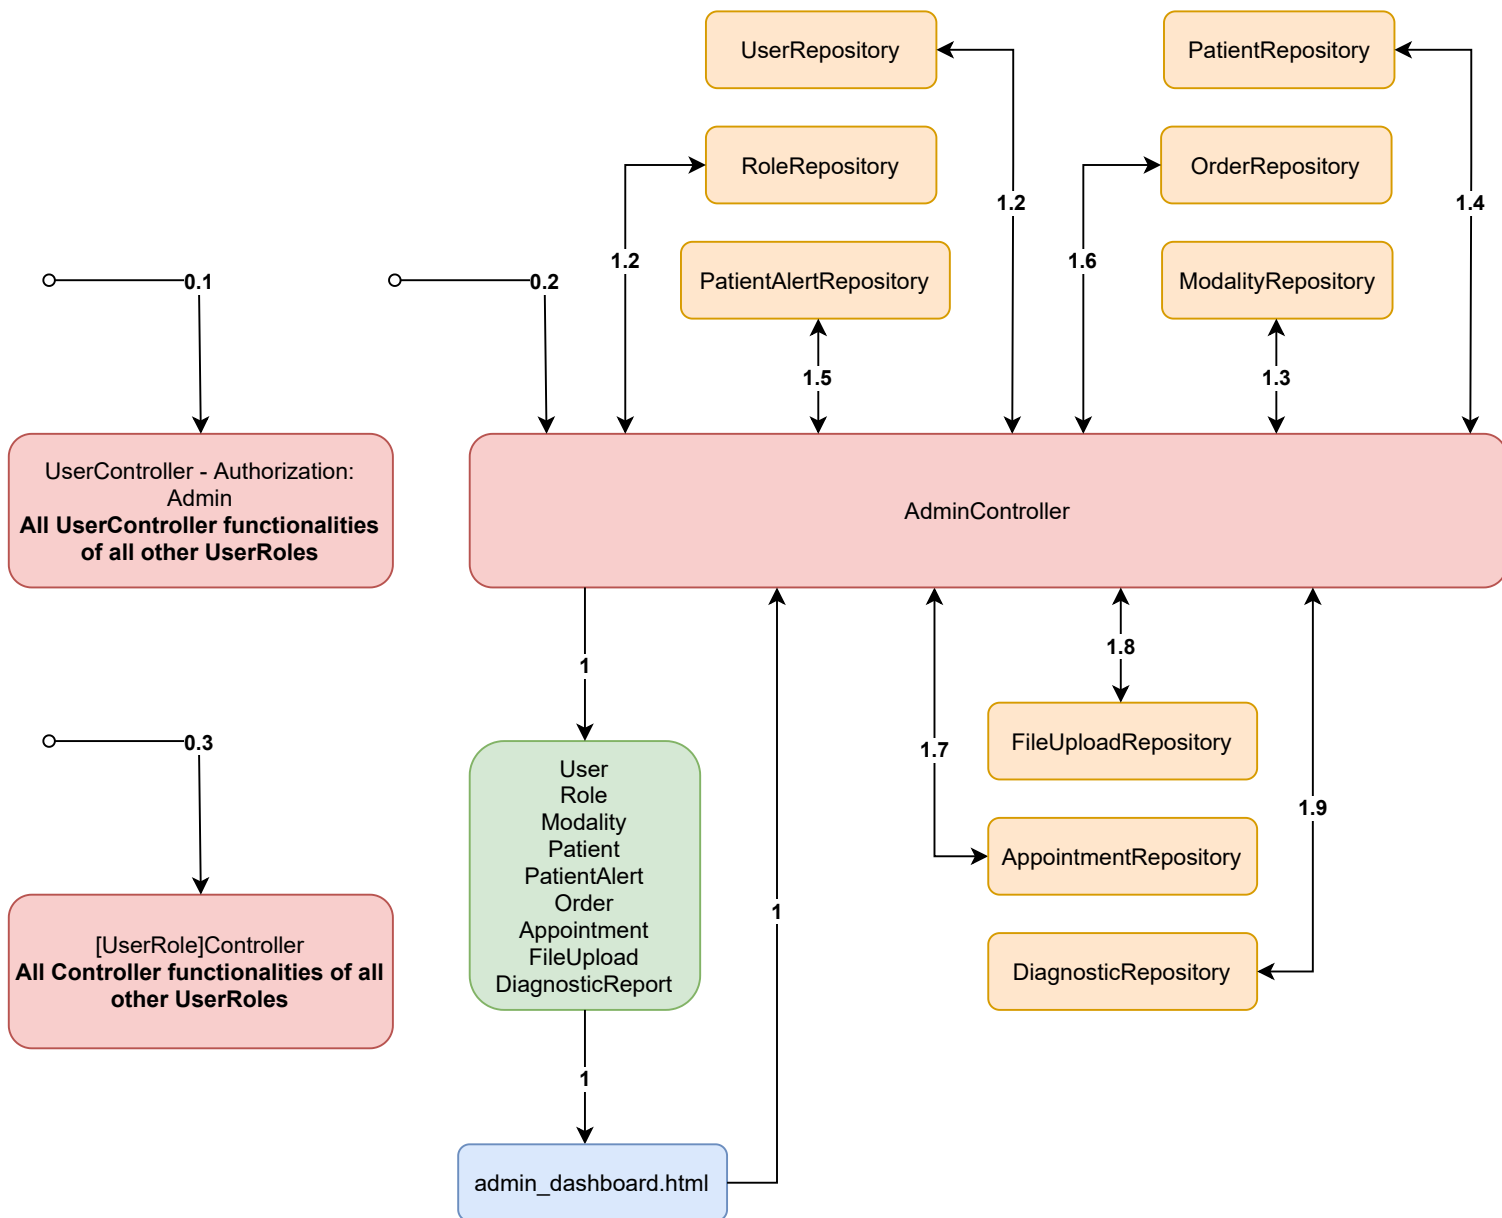 UserRepository
PatientRepository
RoleRepository
OrderRepository
1.2
1.4
PatientAlertRepository
ModalityRepository
1.2
1.6
0.1
0.2
1.5
1.3
UserController - Authorization:
Admin
All UserController functionalities
of all other UserRoles
AdminController
1
1.8
0.3
FileUploadRepository
1.7
User
Role
Modality
Patient
PatientAlert
Order
Appointment
FileUpload
DiagnosticReport
1.9
AppointmentRepository
1
[UserRole]Controller
All Controller functionalities of all
other UserRoles
DiagnosticRepository
1
admin_dashboard.html